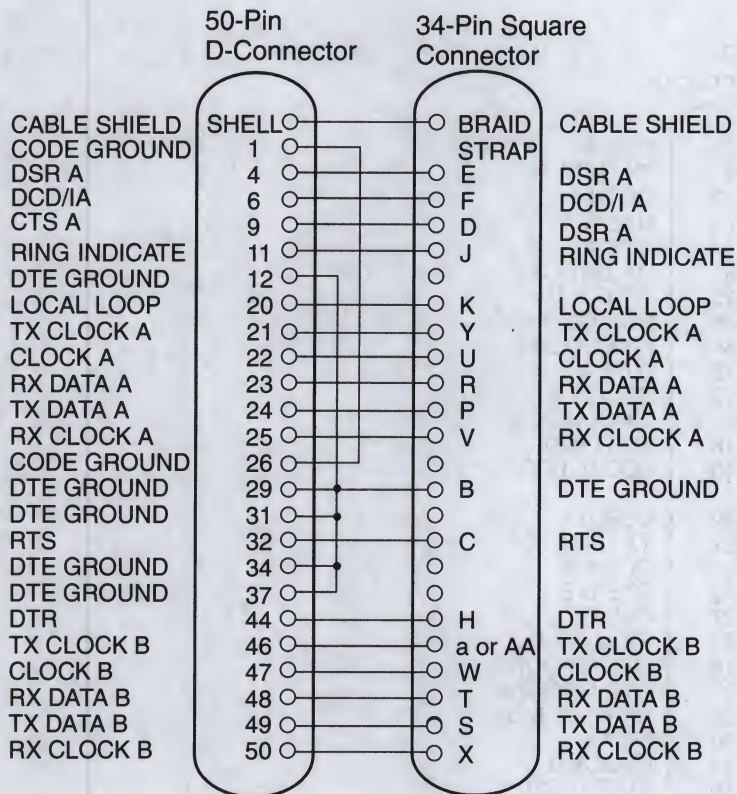 50-Pin
D-Connector
34-Pin Square
Connector
CABLE SHIELD SHELL BRAID CABLE SHIELD
CODE GROUND 1 STRAP
DSR A 4 E DSR A
DCD/IA 6 F DCD/I A
CTS A 9 D DSR A
RING INDICATE 11 J RING INDICATE
DTE GROUND 12
LOCAL LOOP 20 K LOCAL LOOP
TX CLOCK A 21 Y TX CLOCK A
CLOCK A 22 U CLOCK A
RX DATA A 23 R RX DATA A
TX DATA A 24 P TX DATA A
RX CLOCK A 25 V RX CLOCK A
CODE GROUND 26
DTE GROUND 29 B DTE GROUND
DTE GROUND 31
RTS 32 C RTS
DTE GROUND 34
DTE GROUND 37
DTR 44 H DTR
TX CLOCK B 46 a or AA TX CLOCK B
CLOCK B 47 W CLOCK B
RX DATA B 48 T RX DATA B
TX DATA B 49 S TX DATA B
RX CLOCK B 50 X RX CLOCK B